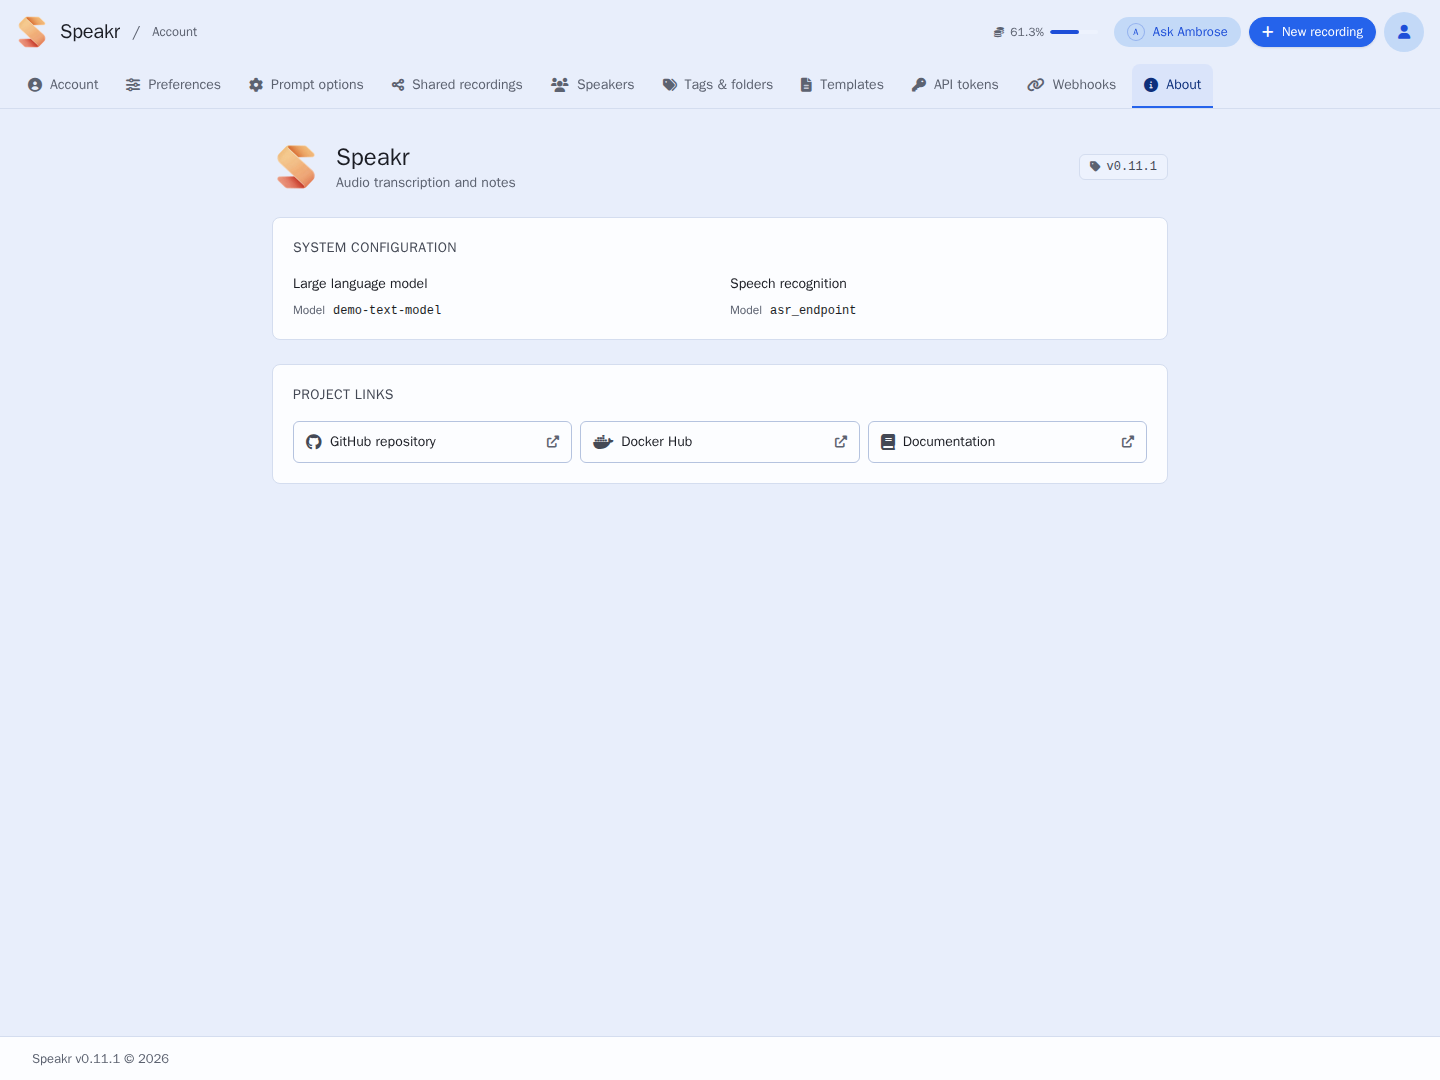 Speakr / Account
61.3%
A Ask Ambrose
New recording
Account
Preferences
Prompt options
Shared recordings
Speakers
Tags & folders
Templates
API tokens
Webhooks
About
Speakr
Audio transcription and notes
v0.11.1
SYSTEM CONFIGURATION
Large language model
Model demo-text-model
Speech recognition
Model asr_endpoint
PROJECT LINKS
GitHub repository
Docker Hub
Documentation
Speakr v0.11.1 © 2026